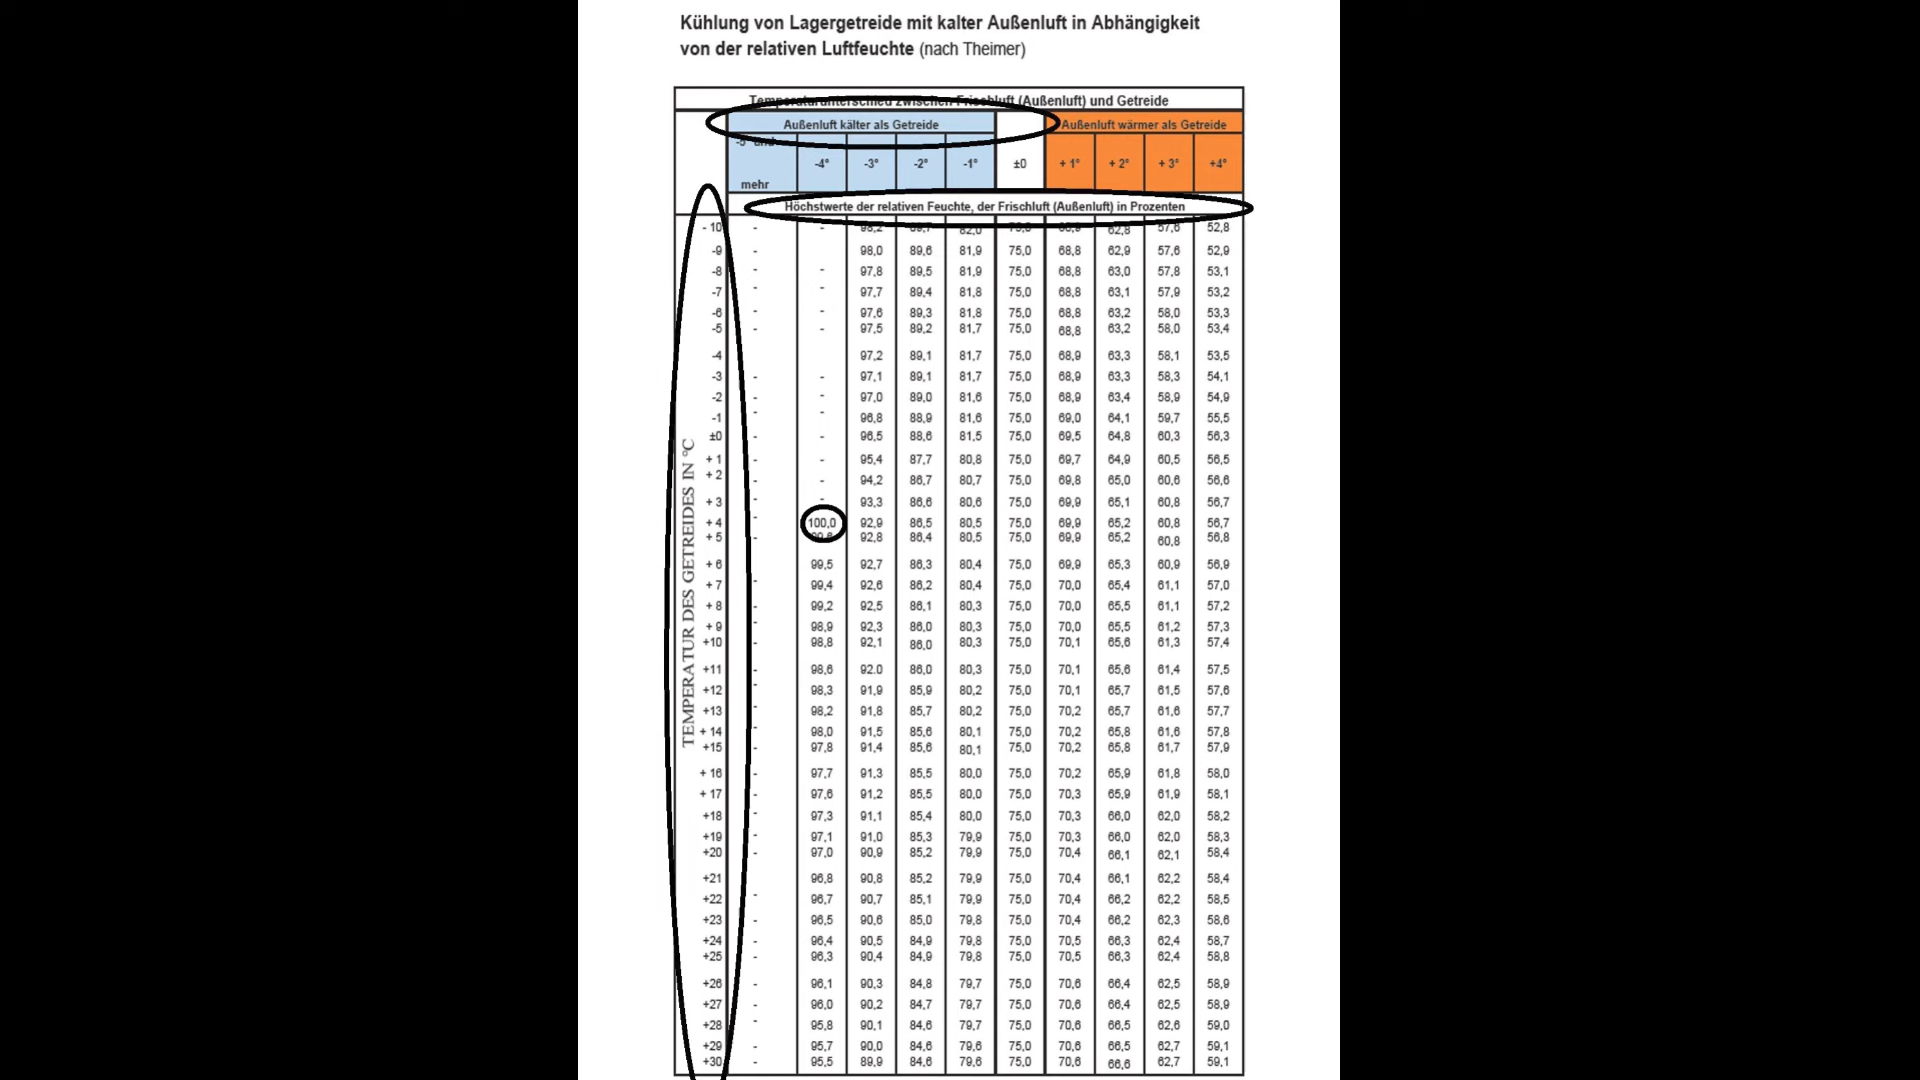 Kühlung von Lagergetreide mit kalter Außenluft in Abhängigkeit
von der relativen Luftfeuchte (nach Theimer)
Temperaturunterschied zwischen Frischluft (Außenluft) und Getreide
Außenluft kälter als Getreide Außenluft wärmer als Getreide
-5° und
mehr -4° -3° -2° -1° ±0 + 1° + 2° + 3° +4°
Höchstwerte der relativen Feuchte, der Frischluft (Außenluft) in Prozenten
TEMPERATUR DES GETREIDES IN °C
- 10 - - 98,2 89,7 82,0 75,0 68,9 62,8 57,6 52,8
-9 - 98,0 89,6 81,9 75,0 68,8 62,9 57,6 52,9
-8 - - 97,8 89,5 81,9 75,0 68,8 63,0 57,8 53,1
-7 - - 97,7 89,4 81,8 75,0 68,8 63,1 57,9 53,2
-6 - - 97,6 89,3 81,8 75,0 68,8 63,2 58,0 53,3
-5 - - 97,5 89,2 81,7 75,0 68,8 63,2 58,0 53,4
-4 97,2 89,1 81,7 75,0 68,9 63,3 58,1 53,5
-3 - - 97,1 89,1 81,7 75,0 68,9 63,3 58,3 54,1
-2 - - 97,0 89,0 81,6 75,0 68,9 63,4 58,9 54,9
-1 - - 96,8 88,9 81,6 75,0 69,0 64,1 59,7 55,5
±0 - - 96,5 88,6 81,5 75,0 69,5 64,8 60,3 56,3
+ 1 - - 95,4 87,7 80,8 75,0 69,7 64,9 60,5 56,5
+ 2 - - 94,2 86,7 80,7 75,0 69,8 65,0 60,6 56,6
+ 3 - - 93,3 86,6 80,6 75,0 69,9 65,1 60,8 56,7
+ 4 - 100,0 92,9 86,5 80,5 75,0 69,9 65,2 60,8 56,7
+ 5 - 99,6 92,8 86,4 80,5 75,0 69,9 65,2 60,8 56,8
+ 6 99,5 92,7 86,3 80,4 75,0 69,9 65,3 60,9 56,9
+ 7 - 99,4 92,6 86,2 80,4 75,0 70,0 65,4 61,1 57,0
+ 8 - 99,2 92,5 86,1 80,3 75,0 70,0 65,5 61,1 57,2
+ 9 - 98,9 92,3 86,0 80,3 75,0 70,0 65,5 61,2 57,3
+10 - 98,8 92,1 86,0 80,3 75,0 70,1 65,6 61,3 57,4
+11 - 98,6 92.0 86,0 80,3 75,0 70,1 65,6 61,4 57,5
+12 - 98,3 91,9 85,9 80,2 75,0 70,1 65,7 61,5 57,6
+13 - 98,2 91,8 85,7 80,2 75,0 70,2 65,7 61,6 57,7
+ 14 - 98,0 91,5 85,6 80,1 75,0 70,2 65,8 61,6 57,8
+15 - 97,8 91,4 85,6 80,1 75,0 70,2 65,8 61,7 57,9
+ 16 - 97,7 91,3 85,5 80,0 75,0 70,2 65,9 61,8 58,0
+ 17 - 97,6 91,2 85,5 80,0 75,0 70,3 65,9 61,9 58,1
+18 - 97,3 91,1 85,4 80,0 75,0 70,3 66,0 62,0 58,2
+19 - 97,1 91,0 85,3 79,9 75,0 70,3 66,0 62,0 58,3
+20 - 97,0 90,9 85,2 79,9 75,0 70,4 66,1 62,1 58,4
+21 - 96,8 90,8 85,2 79,9 75,0 70,4 66,1 62,2 58,4
+22 - 96,7 90,7 85,1 79,9 75,0 70,4 66,2 62,2 58,5
+23 - 96,5 90,6 85,0 79,8 75,0 70,4 66,2 62,3 58,6
+24 - 96,4 90,5 84,9 79,8 75,0 70,5 66,3 62,4 58,7
+25 - 96,3 90,4 84,9 79,8 75,0 70,5 66,3 62,4 58,8
+26 - 96,1 90,3 84,8 79,7 75,0 70,6 66,4 62,5 58,9
+27 - 96,0 90,2 84,7 79,7 75,0 70,6 66,4 62,5 58,9
+28 - 95,8 90,1 84,6 79,7 75,0 70,6 66,5 62,6 59,0
+29 - 95,7 90,0 84,6 79,6 75,0 70,6 66,5 62,7 59,1
+30 - 95,5 89,9 84,6 79,6 75,0 70,6 66,6 62,7 59,1